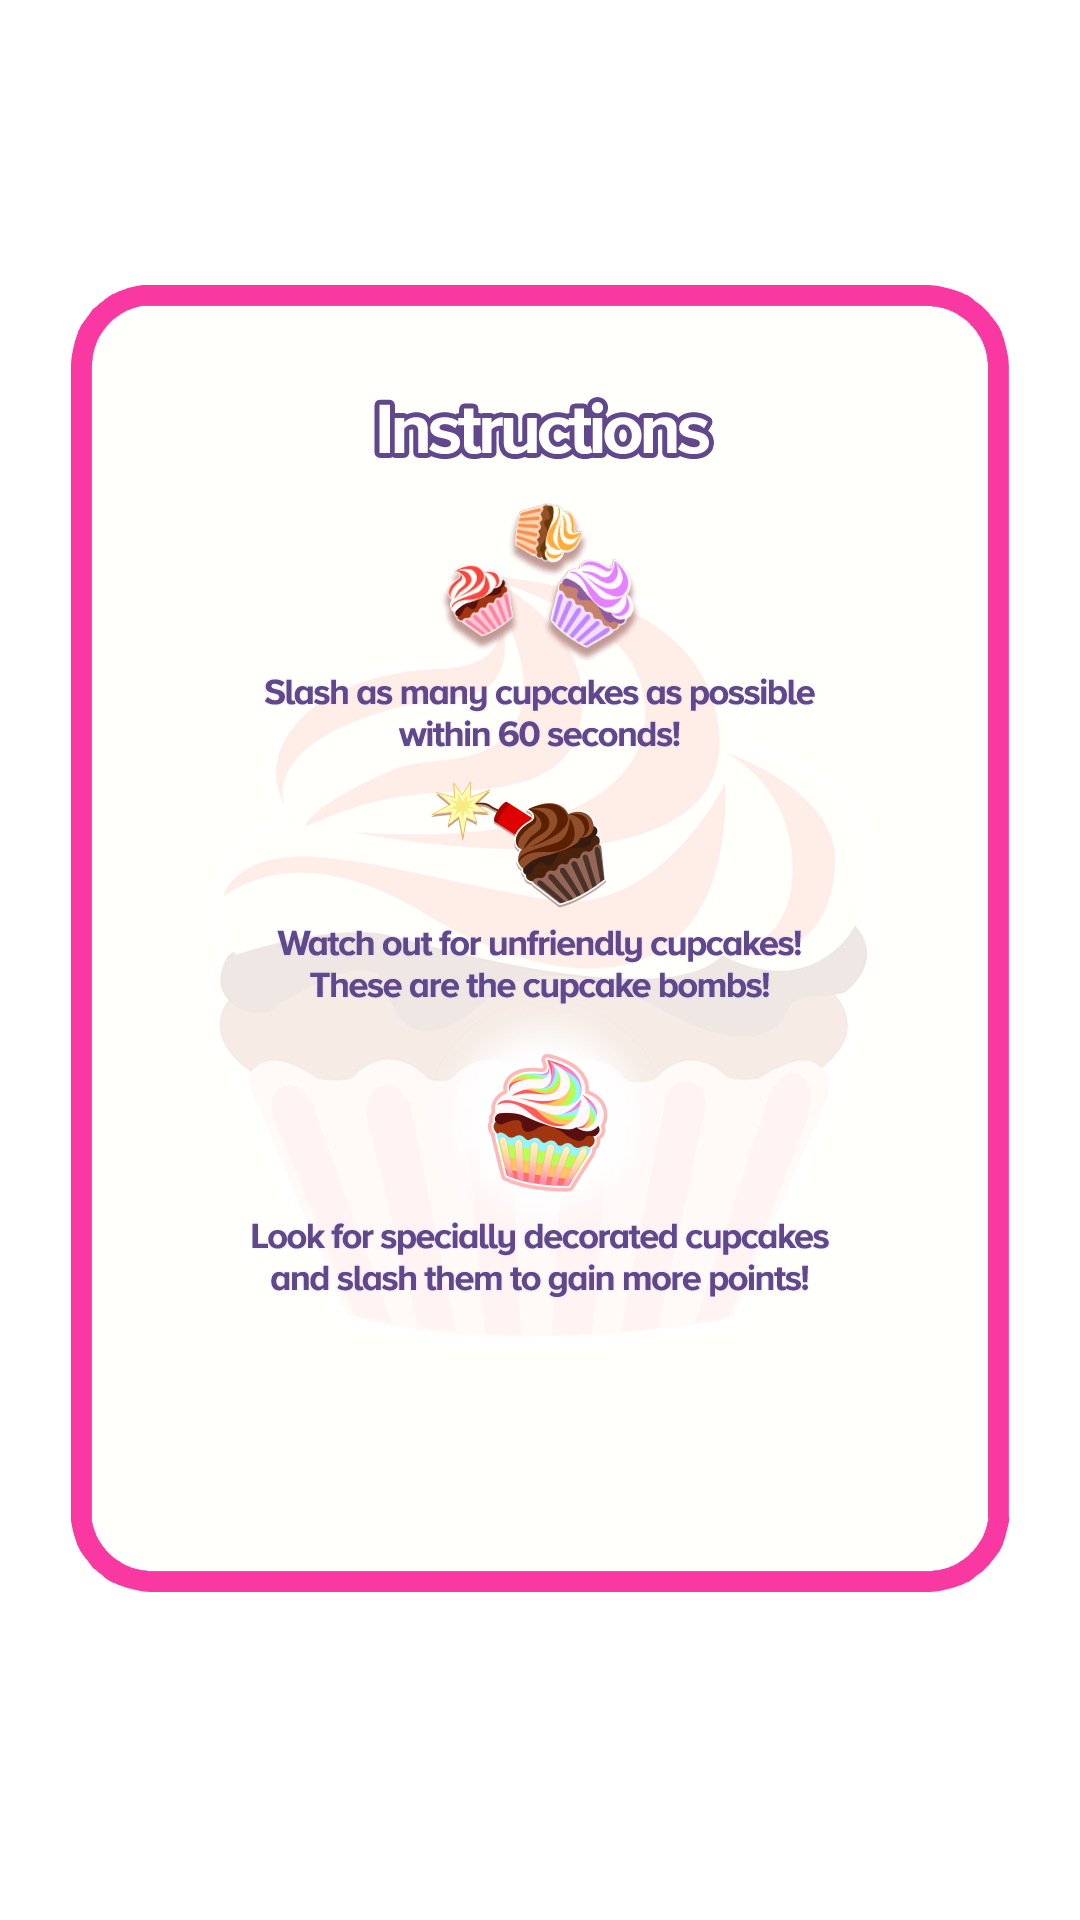 Instructions
Slash as many cupcakes as possible
within 60 seconds!
Watch out for unfriendly cupcakes!
These are the cupcake bombs!
Look for specially decorated cupcakes
and slash them to gain more points!